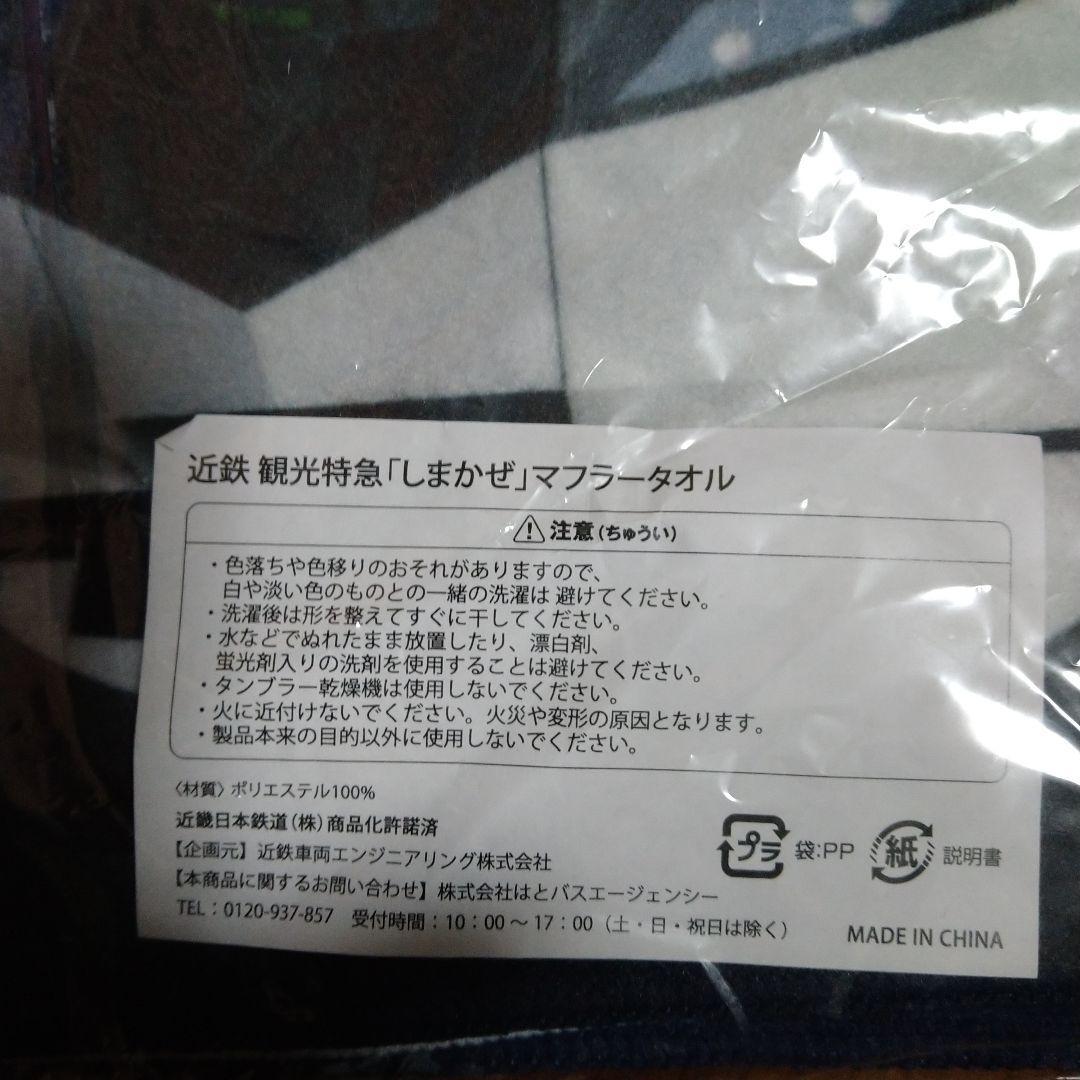 近鉄 観光特急「しまかぜ」マフラータオル
注意(ちゅうい)
・色落ちや色移りのおそれがありますので、
白や淡い色のものとの一緒の洗濯は 避けてください。
・洗濯後は形を整えてすぐに干してください。
・水などでぬれたまま放置したり、漂白剤、
蛍光剤入りの洗剤を使用することは避けてください。
・タンブラー乾燥機は使用しないでください。
・火に近付けないでください。火災や変形の原因となります。
・製品本来の目的以外に使用しないでください。
〈材質〉ポリエステル100%
近畿日本鉄道(株)商品化許諾済
【企画元】近鉄車両エンジニアリング株式会社
【本商品に関するお問い合わせ】株式会社はとバスエージェンシー
TEL:0120-937-857 受付時間:10:00~17:00(土・日・祝日は除く)
プラ 袋:PP 紙 説明書
MADE IN CHINA